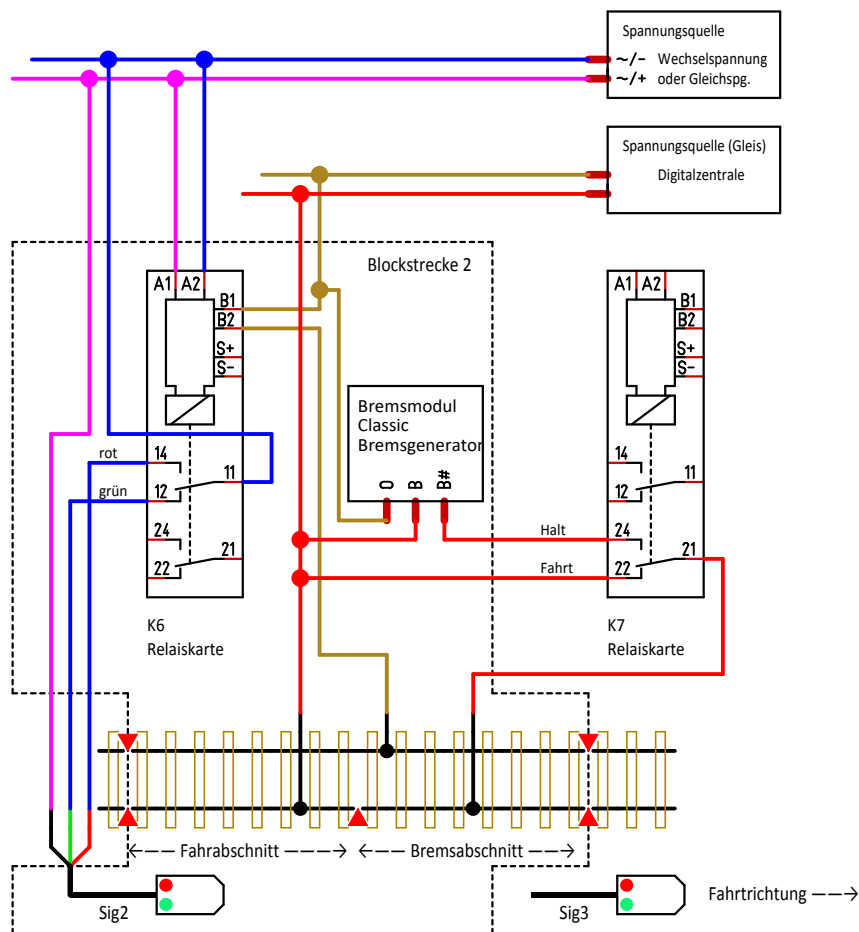 Spannungsquelle
~/- Wechselspannung
~/+ oder Gleichspg.
Spannungsquelle (Gleis)
Digitalzentrale
Blockstrecke 2
A1 A2
B1
B2
S+
S-
A1 A2
B1
B2
S+
S-
Bremsmodul
Classic
Bremsgenerator
O B B#
rot
14
11
grün
12
24
21
22
14
11
12
Halt
24
21
Fahrt
22
K6
Relaiskarte
K7
Relaiskarte
<--- Fahrabschnitt --->
<--- Bremsabschnitt --->
Sig2
Sig3
Fahrtrichtung --->